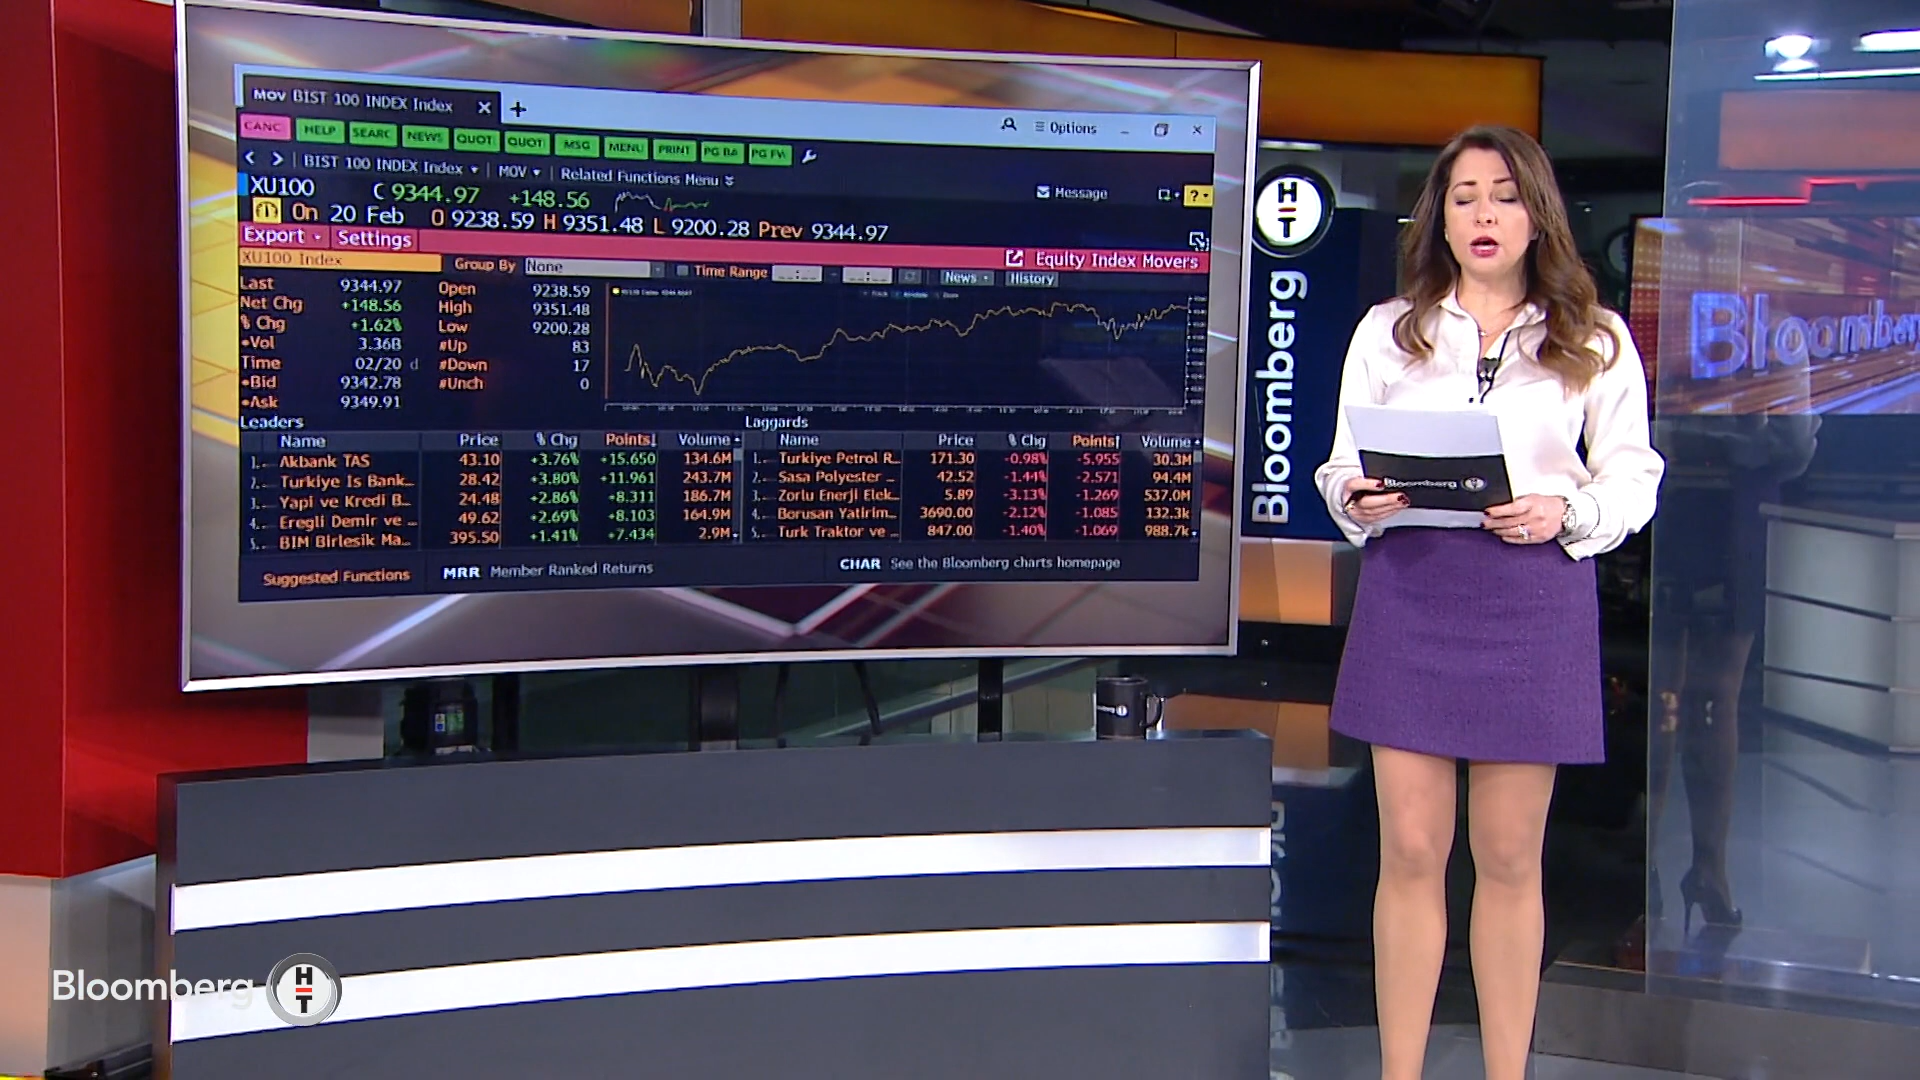 Mov BIST 100 INDEX Index × +
CANC HELP SEARC NEWS QUOT QUOT MSG MENU PRINT PG BA PG FW
Options
< > BIST 100 INDEX Index MOV Related Functions Menu
XU100 C 9344.97 +148.56
Message
On 20 Feb O 9238.59 H 9351.48 L 9200.28 Prev 9344.97
?
Export Settings
Equity Index Movers
XU100 Index Group By None Time Range News History
Last 9344.97 Open 9238.59
Net Chg +148.56 High 9351.48
% Chg +1.62% Low 9200.28
•Vol 3.36B #Up 83
Time 02/20 d #Down 17
•Bid 9342.78 #Unch 0
•Ask 9349.91
Leaders Laggards
Name Price % Chg Points↓ Volume Name Price % Chg Points↑ Volume
1. Akbank TAS 43.10 +3.76% +15.650 134.6M 1. Turkiye Petrol R… 171.30 -0.98% -5.955 30.3M
2. Turkiye Is Bank… 28.42 +3.80% +11.961 243.7M 2. Sasa Polyester … 42.52 -1.44% -2.571 94.4M
3. Yapi ve Kredi B… 24.48 +2.86% +8.311 186.7M 3. Zorlu Enerji Elek… 5.89 -3.13% -1.269 537.0M
4. Eregli Demir ve … 49.62 +2.69% +8.103 164.9M 4. Borusan Yatirim… 3690.00 -2.12% -1.085 132.3k
5. BIM Birlesik Ma… 395.50 +1.41% +7.434 2.9M 5. Turk Traktor ve … 847.00 -1.40% -1.069 988.7k
Suggested Functions MRR Member Ranked Returns CHAR See the Bloomberg charts homepage
Bloomberg HT
Bloomberg
Bloomberg HT
Bloomberg HT